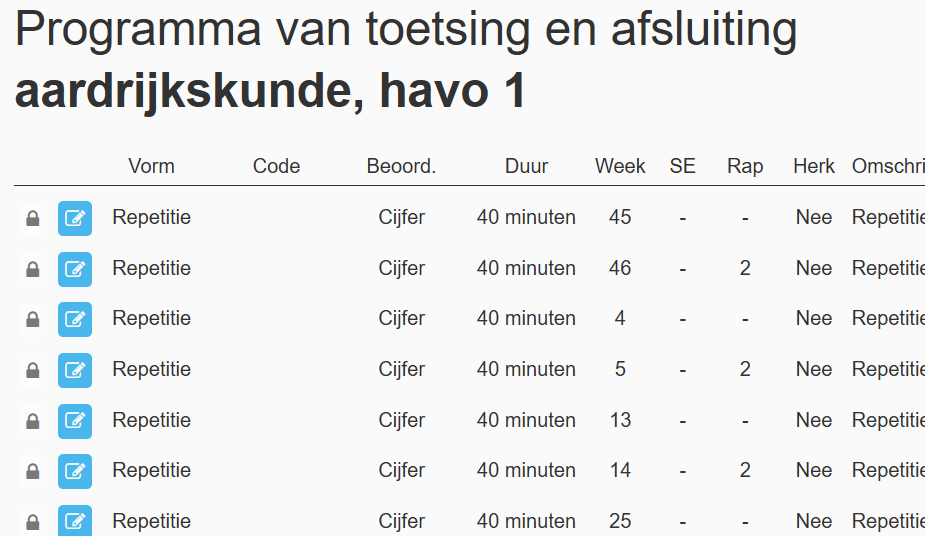 Programma van toetsing en afsluiting
aardrijkskunde, havo 1
Vorm Code Beoord. Duur Week SE Rap Herk Omschri
Repetitie Cijfer 40 minuten 45 - - Nee Repetitie
Repetitie Cijfer 40 minuten 46 - 2 Nee Repetitie
Repetitie Cijfer 40 minuten 4 - - Nee Repetitie
Repetitie Cijfer 40 minuten 5 - 2 Nee Repetitie
Repetitie Cijfer 40 minuten 13 - - Nee Repetitie
Repetitie Cijfer 40 minuten 14 - 2 Nee Repetitie
Repetitie Cijfer 40 minuten 25 - - Nee Repetitie